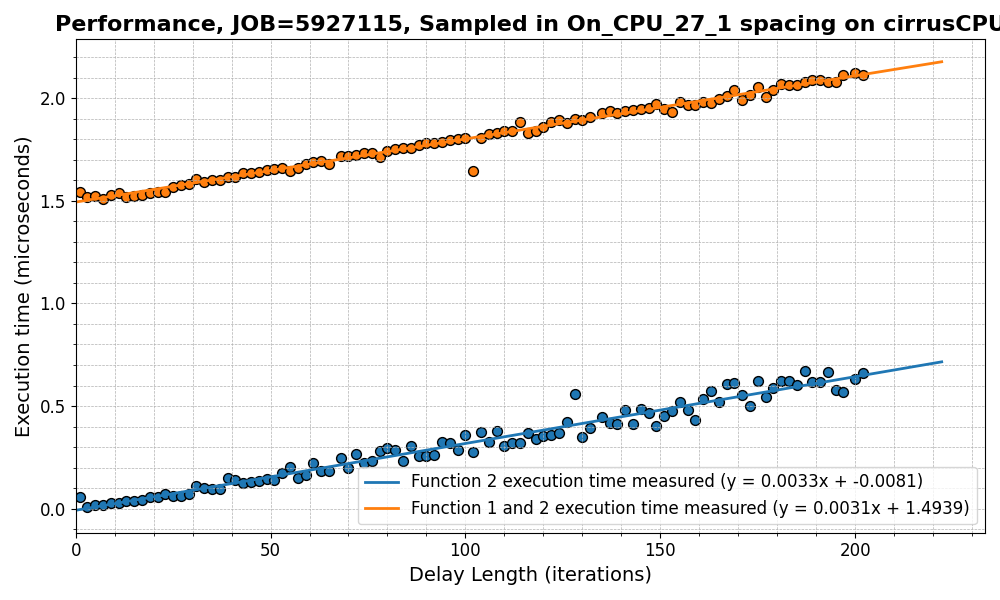 Performance, JOB=5927115, Sampled in On_CPU_27_1 spacing on cirrusCPU
2.0
1.5
1.0
0.5
0.0
Execution time (microseconds)
Function 2 execution time measured (y = 0.0033x + -0.0081)
Function 1 and 2 execution time measured (y = 0.0031x + 1.4939)
0 50 100 150 200
Delay Length (iterations)